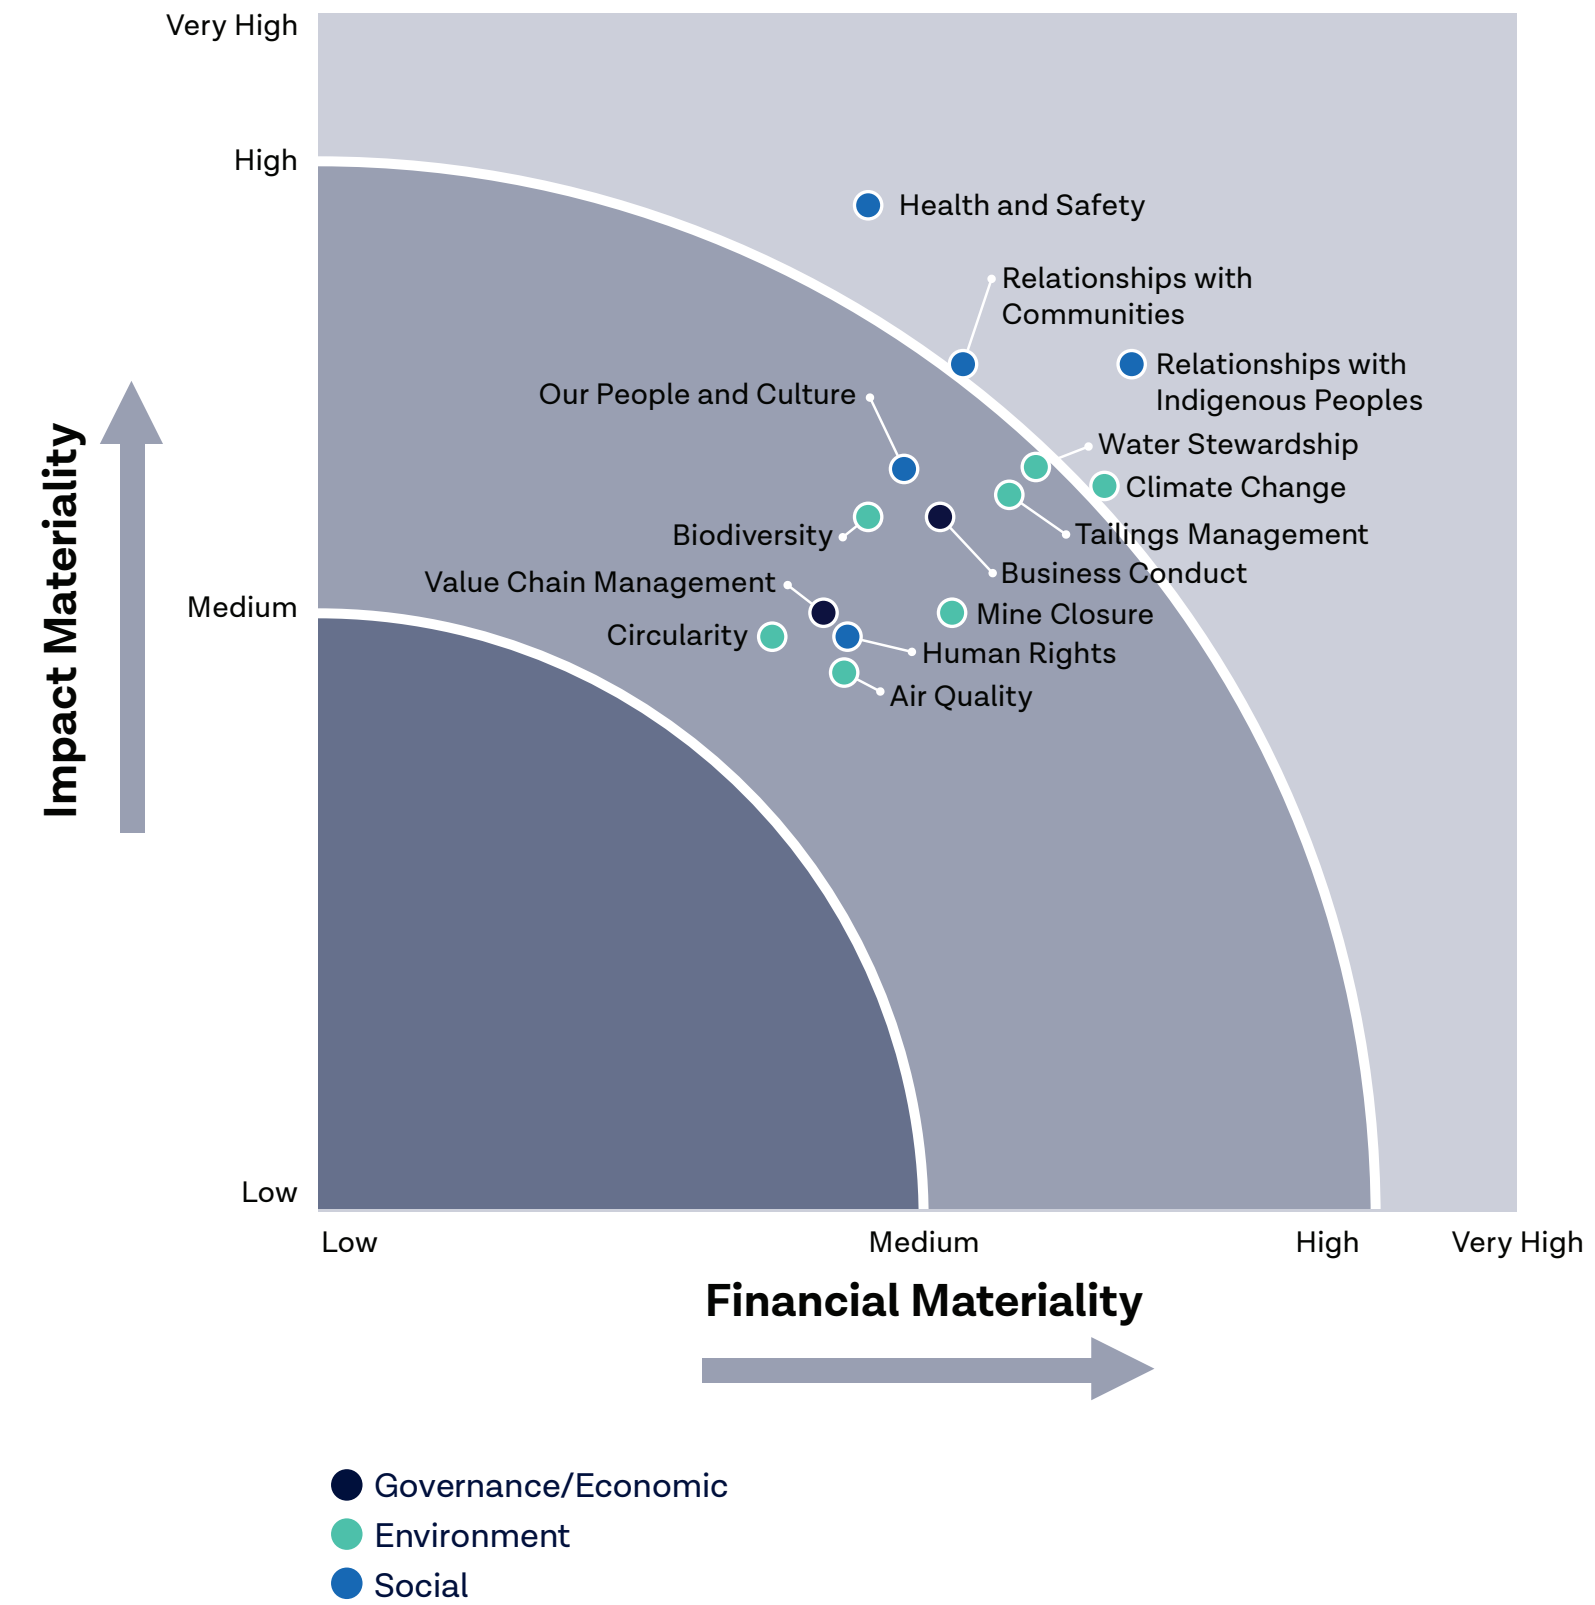 Very High
High
Health and Safety
Relationships with
Communities
Relationships with
Indigenous Peoples
Our People and Culture
Water Stewardship
Climate Change
Biodiversity
Tailings Management
Business Conduct
Value Chain Management
Medium
Mine Closure
Circularity
Human Rights
Air Quality
Impact Materiality
Low
Low
Medium
High
Very High
Financial Materiality
Governance/Economic
Environment
Social